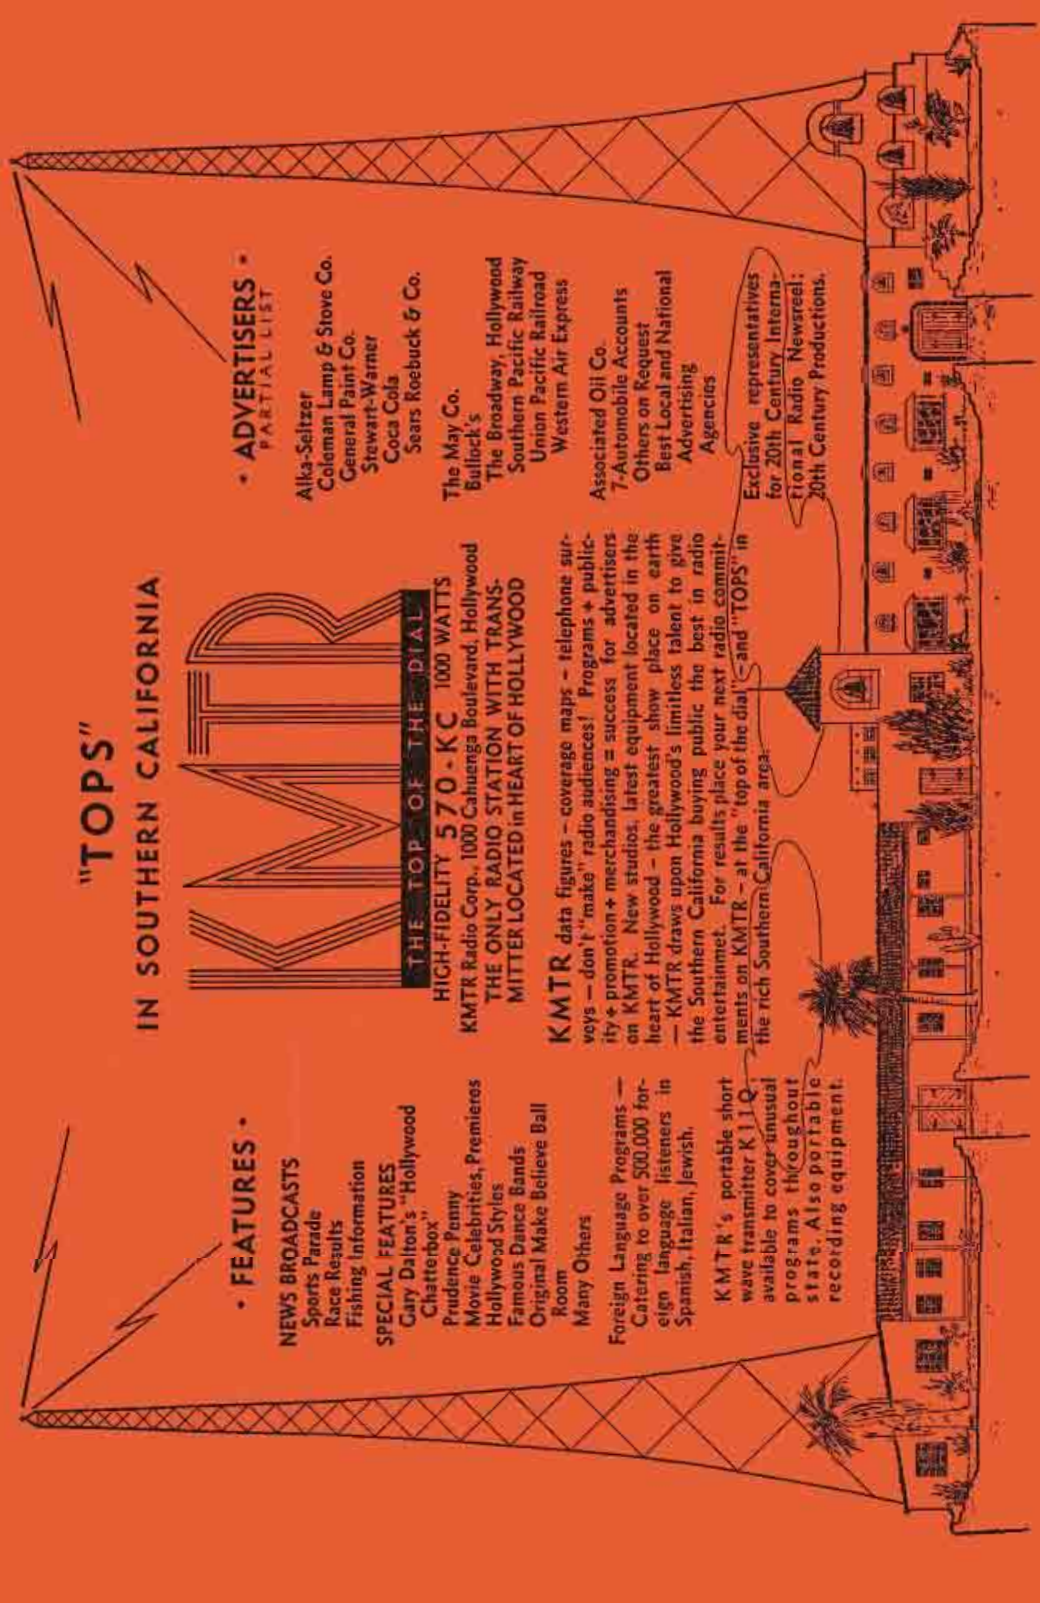 "TOPS"
IN SOUTHERN CALIFORNIA
KMTR
THE TOP OF THE DIAL
HIGH-FIDELITY 570-KC 1000 WATTS
KMTR Radio Corp., 1000 Cahuenga Boulevard, Hollywood
THE ONLY RADIO STATION WITH TRANS-
MITTER LOCATED in HEART OF HOLLYWOOD
• FEATURES •
NEWS BROADCASTS
Sports Parade
Race Results
Fishing Information
SPECIAL FEATURES
Gary Dalton's "Hollywood
Chatterbox"
Prudence Penny
Movie Celebrities, Premieres
Hollywood Styles
Famous Dance Bands
Original Make Believe Ball
Room
Many Others
Foreign Language Programs —
Catering to over 500,000 for-
eign language listeners in
Spanish, Italian, Jewish.
KMTR's portable short
wave transmitter K11Q
available to cover unusual
programs throughout
state. Also portable
recording equipment.
KMTR data figures – coverage maps – telephone sur-
veys – don't "make" radio audiences! Programs + public-
ity + promotion + merchandising = success for advertisers
on KMTR. New studios, latest equipment located in the
heart of Hollywood – the greatest show place on earth
– KMTR draws upon Hollywood's limitless talent to give
the Southern California buying public the best in radio
entertainmet. For results place your next radio commit-
ments on KMTR – at the "top of the dial" – and "TOPS" in
the rich Southern California area.
• ADVERTISERS •
PARTIAL LIST
Alka-Seltzer
Coleman Lamp & Stove Co.
General Paint Co.
Stewart-Warner
Coca Cola
Sears Roebuck & Co.
The May Co.
Bullock's
The Broadway, Hollywood
Southern Pacific Railway
Union Pacific Railroad
Western Air Express
Associated Oil Co.
7-Automobile Accounts
Others on Request
Best Local and National
Advertising
Agencies
Exclusive representatives
for 20th Century Interna-
tional Radio Newsreel;
20th Century Productions.